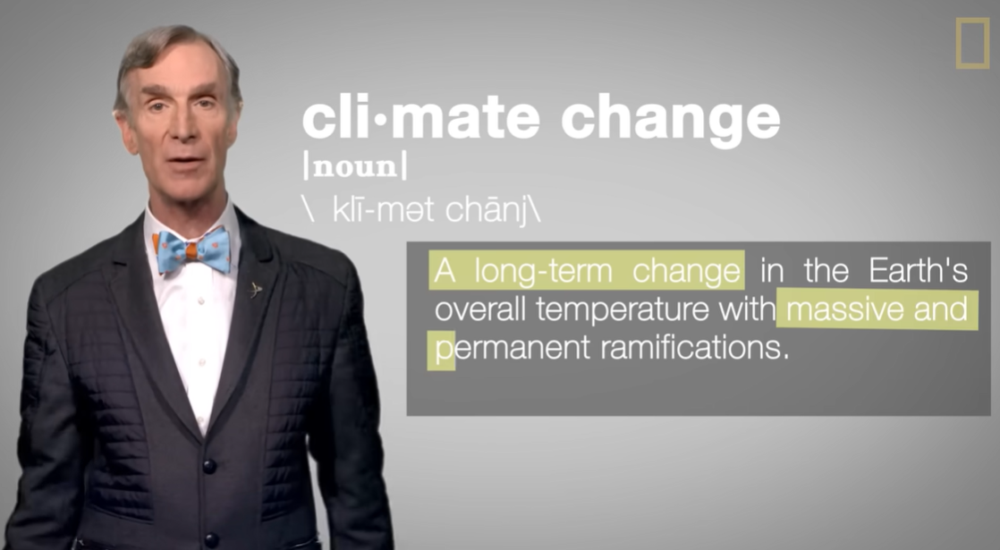 cli·mate change
|noun|
\ klī-mət chānj\
A long-term change in the Earth's
overall temperature with massive and
permanent ramifications.